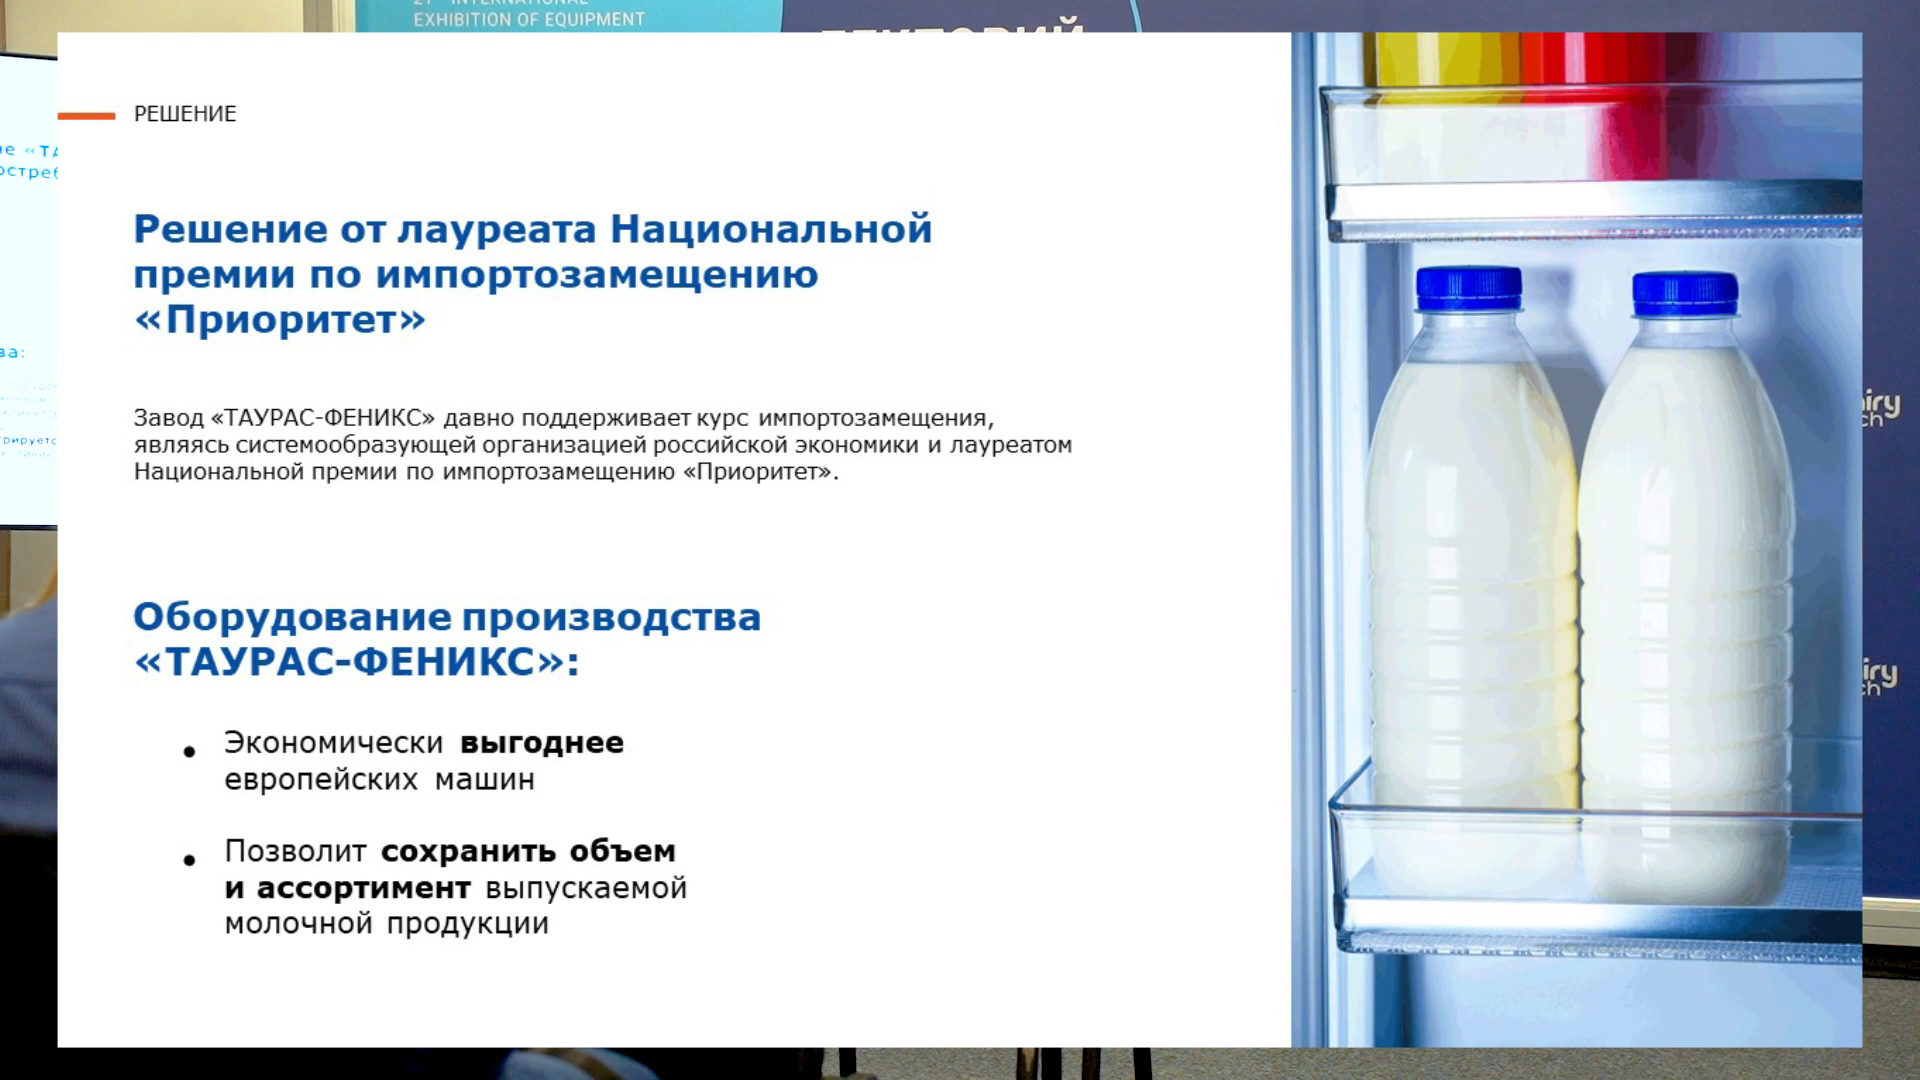 EXHIBITION OF EQUIPMENT
РЕШЕНИЕ
Решение от лауреата Национальной
премии по импортозамещению
«Приоритет»
Завод «ТАУРАС-ФЕНИКС» давно поддерживает курс импортозамещения,
являясь системообразующей организацией российской экономики и лауреатом
Национальной премии по импортозамещению «Приоритет».
Оборудование производства
«ТАУРАС-ФЕНИКС»:
• Экономически выгоднее
европейских машин
• Позволит сохранить объем
и ассортимент выпускаемой
молочной продукции